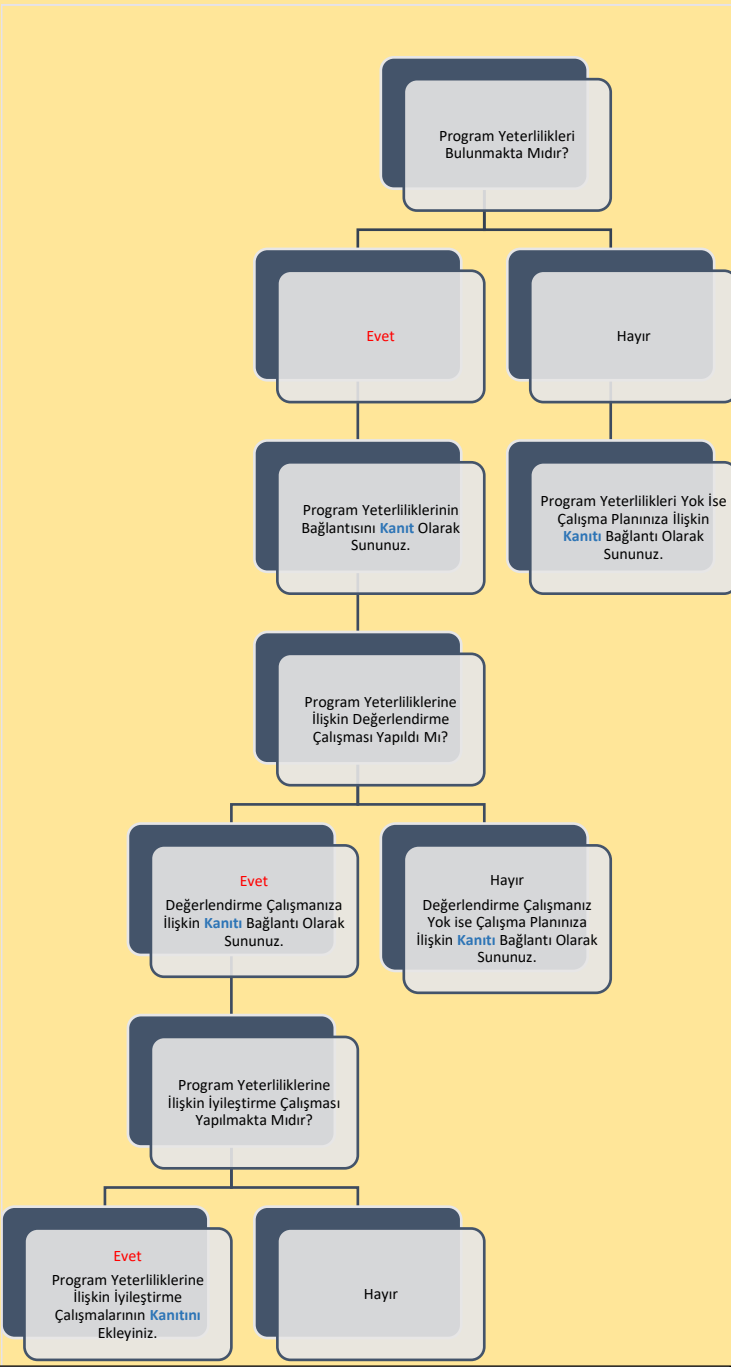 Program Yeterlilikleri
Bulunmakta Mıdır?
Evet
Hayır
Program Yeterliliklerinin
Bağlantısını Kanıt Olarak
Sununuz.
Program Yeterlilikleri Yok İse
Çalışma Planınıza İlişkin
Kanıtı Bağlantı Olarak
Sununuz.
Program Yeterliliklerine
İlişkin Değerlendirme
Çalışması Yapıldı Mı?
Evet
Değerlendirme Çalışmanıza
İlişkin Kanıtı Bağlantı Olarak
Sununuz.
Hayır
Değerlendirme Çalışmanız
Yok ise Çalışma Planınıza
İlişkin Kanıtı Bağlantı Olarak
Sununuz.
Program Yeterliliklerine
İlişkin İyileştirme Çalışması
Yapılmakta Mıdır?
Evet
Program Yeterliliklerine
İlişkin İyileştirme
Çalışmalarının Kanıtını
Ekleyiniz.
Hayır